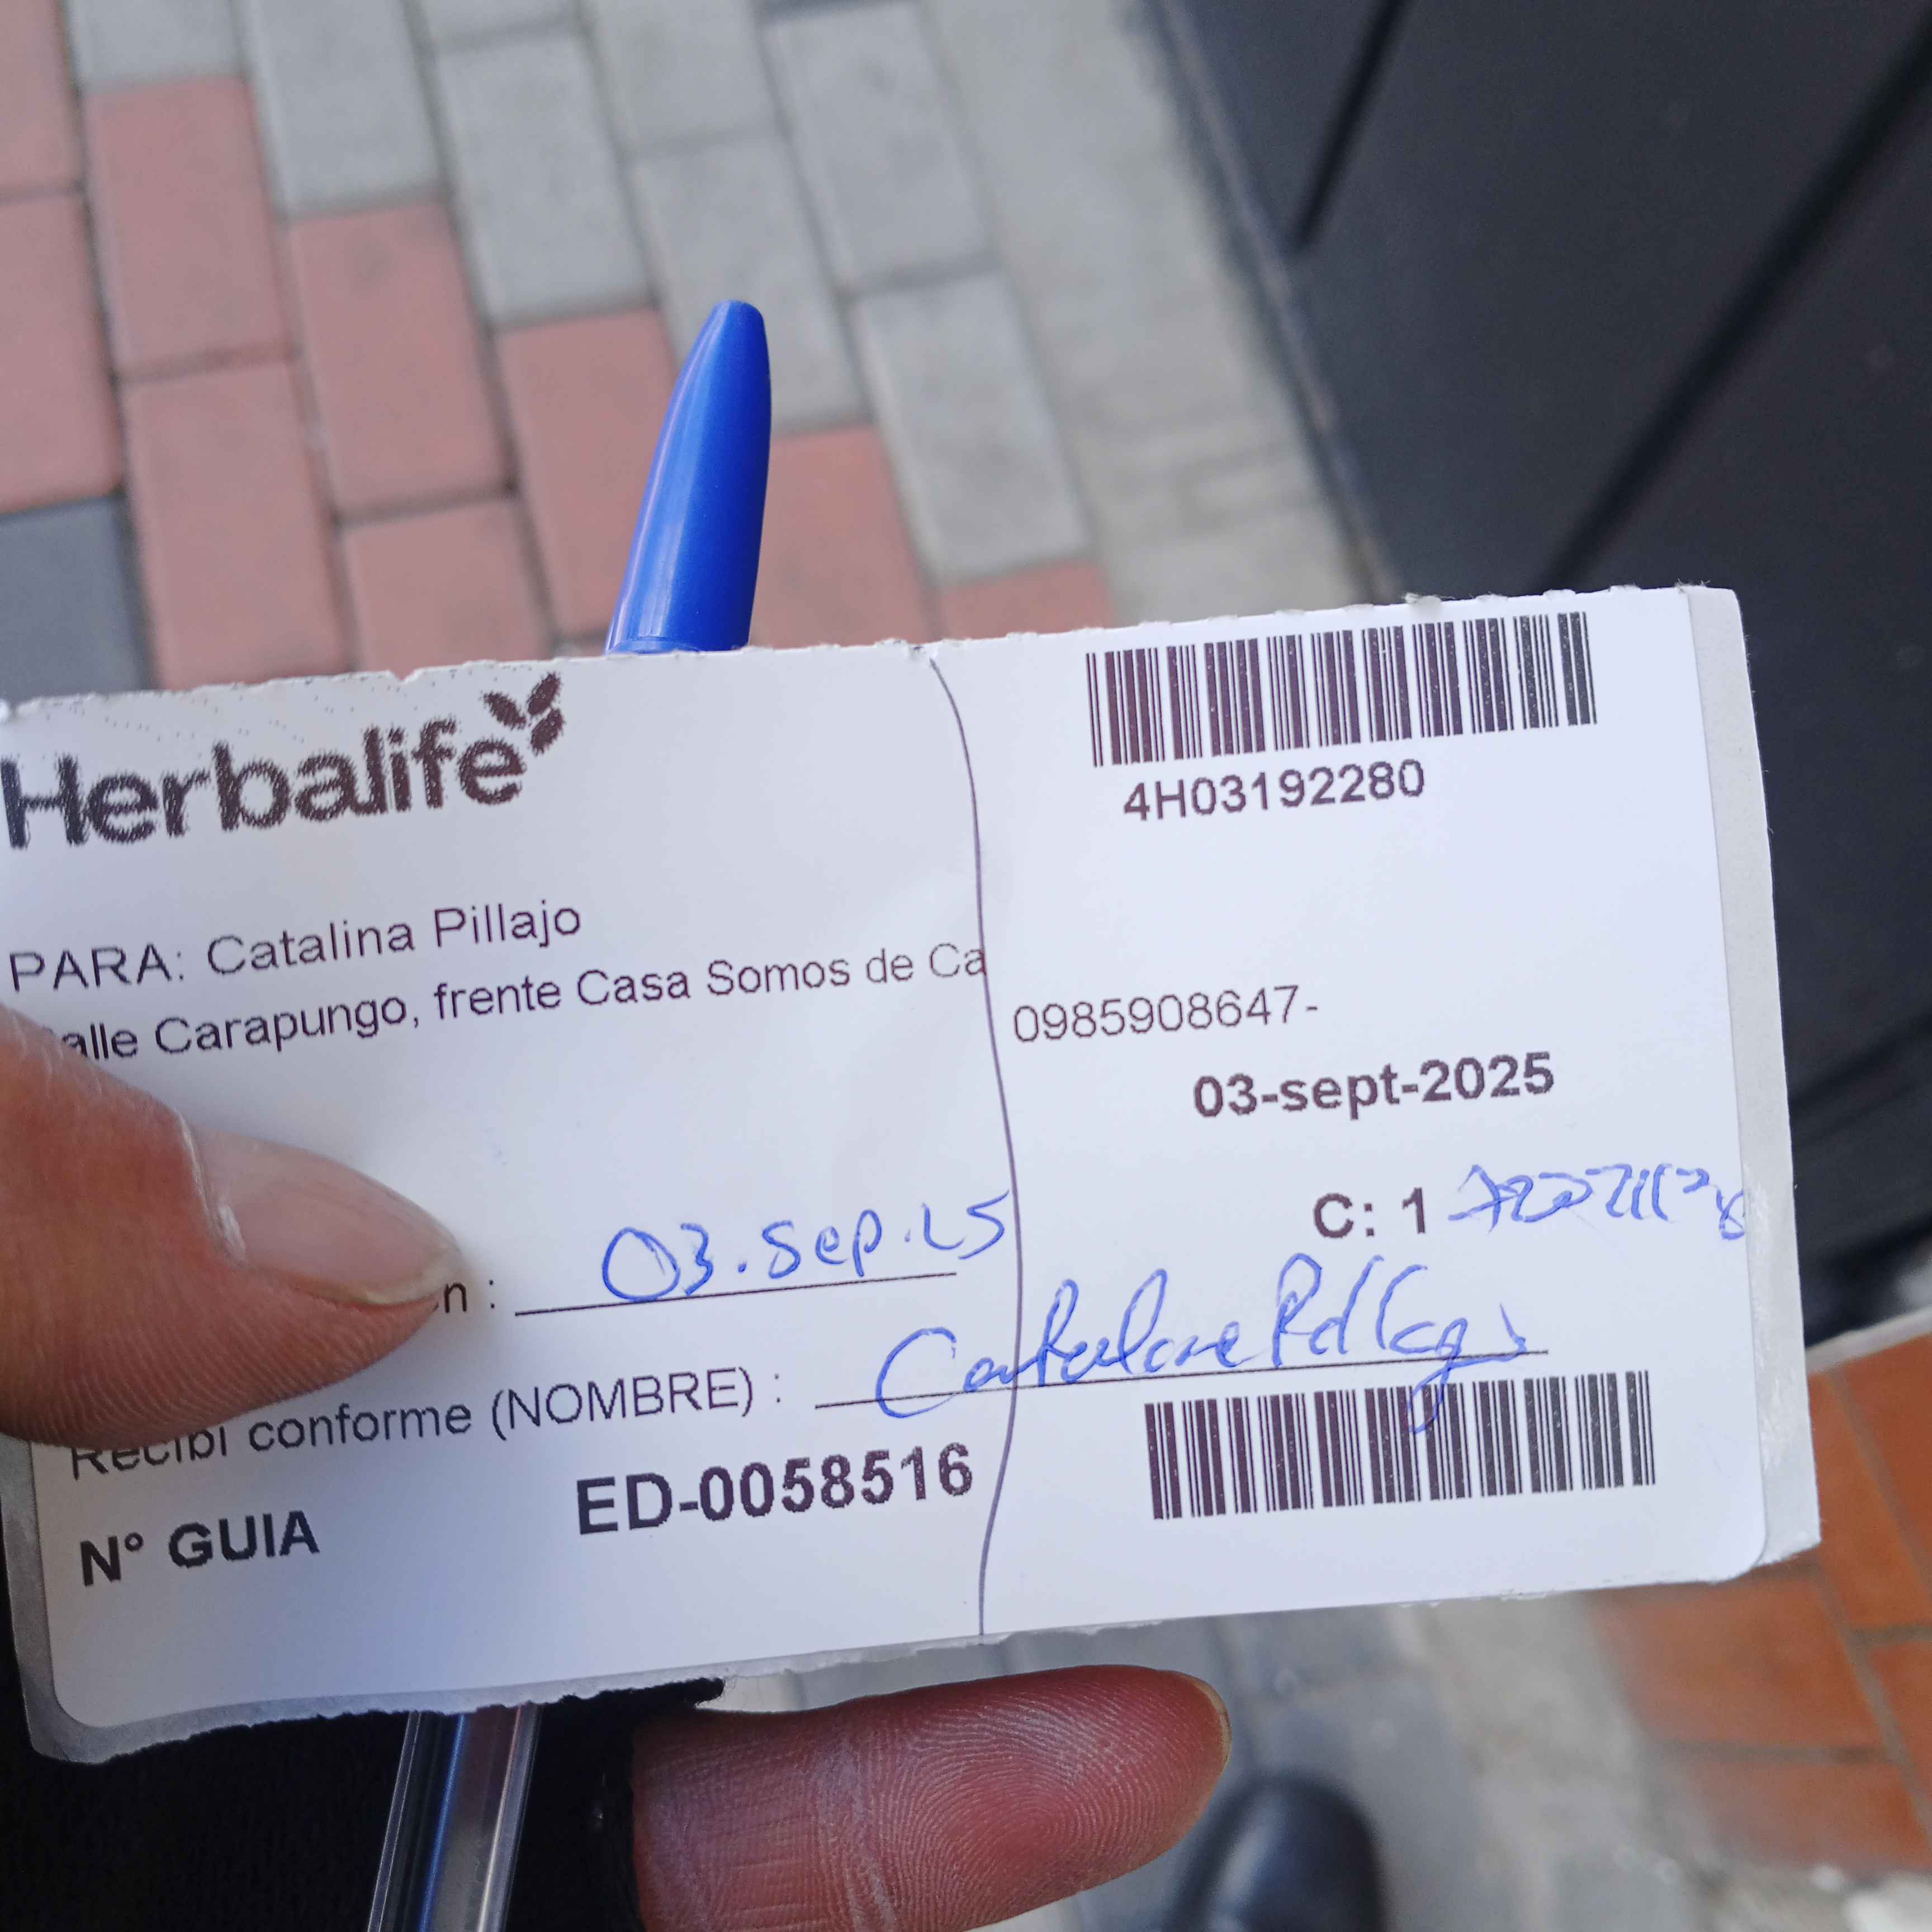 Herbalife
4H03192280
PARA: Catalina Pillajo
alle Carapungo, frente Casa Somos de Ca
0985908647-
03-sept-2025
C: 1
n : 03.sep.25
Recibi conforme (NOMBRE) :
N° GUIA ED-0058516